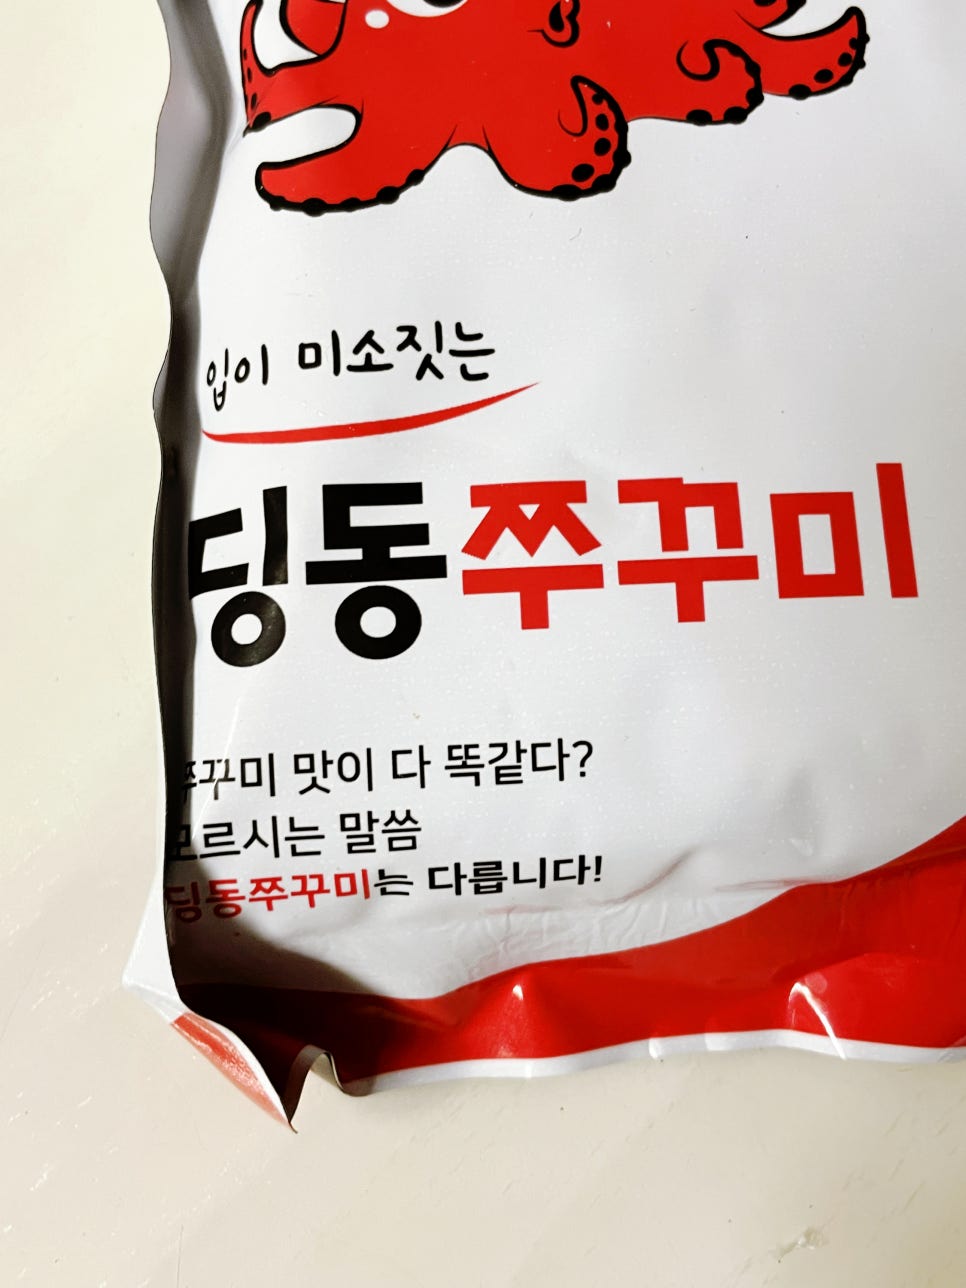 입이 미소짓는
딩동쭈꾸미
쭈꾸미 맛이 다 똑같다?
모르시는 말씀
딩동쭈꾸미는 다릅니다!